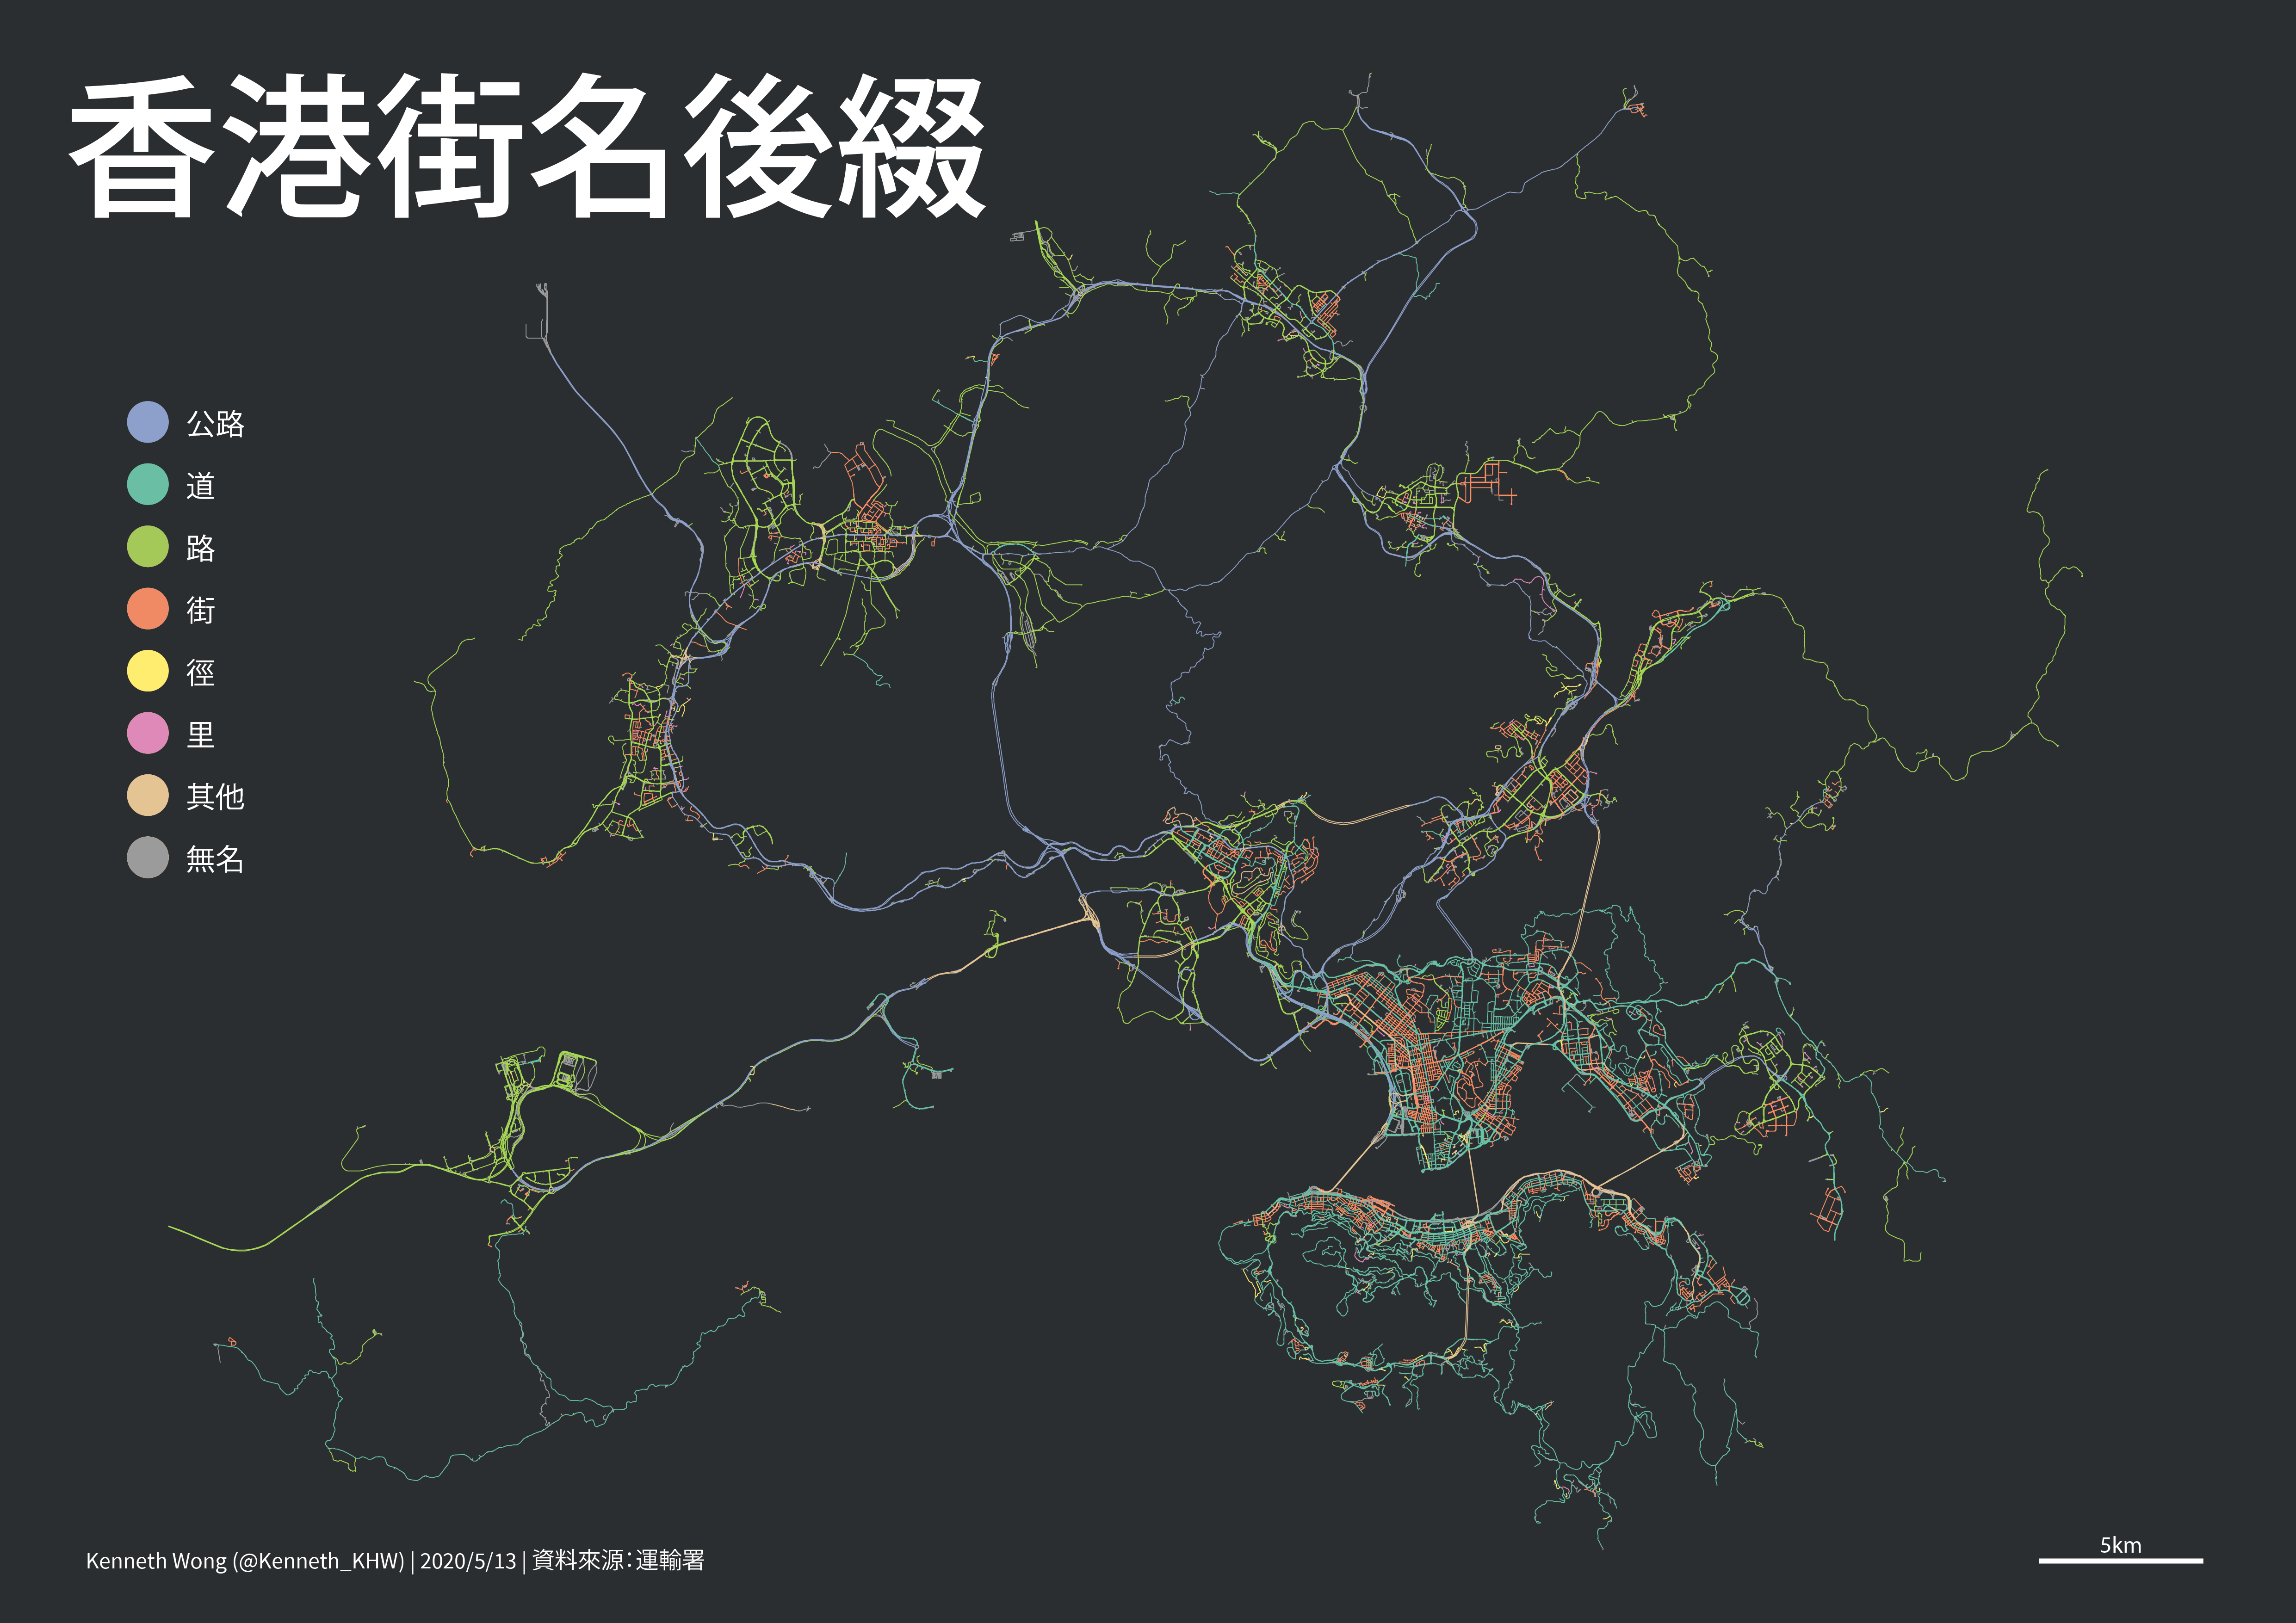 香港街名後綴
公路
道
路
街
徑
里
其他
無名
Kenneth Wong (@Kenneth_KHW) | 2020/5/13 | 資料來源：運輸署
5km